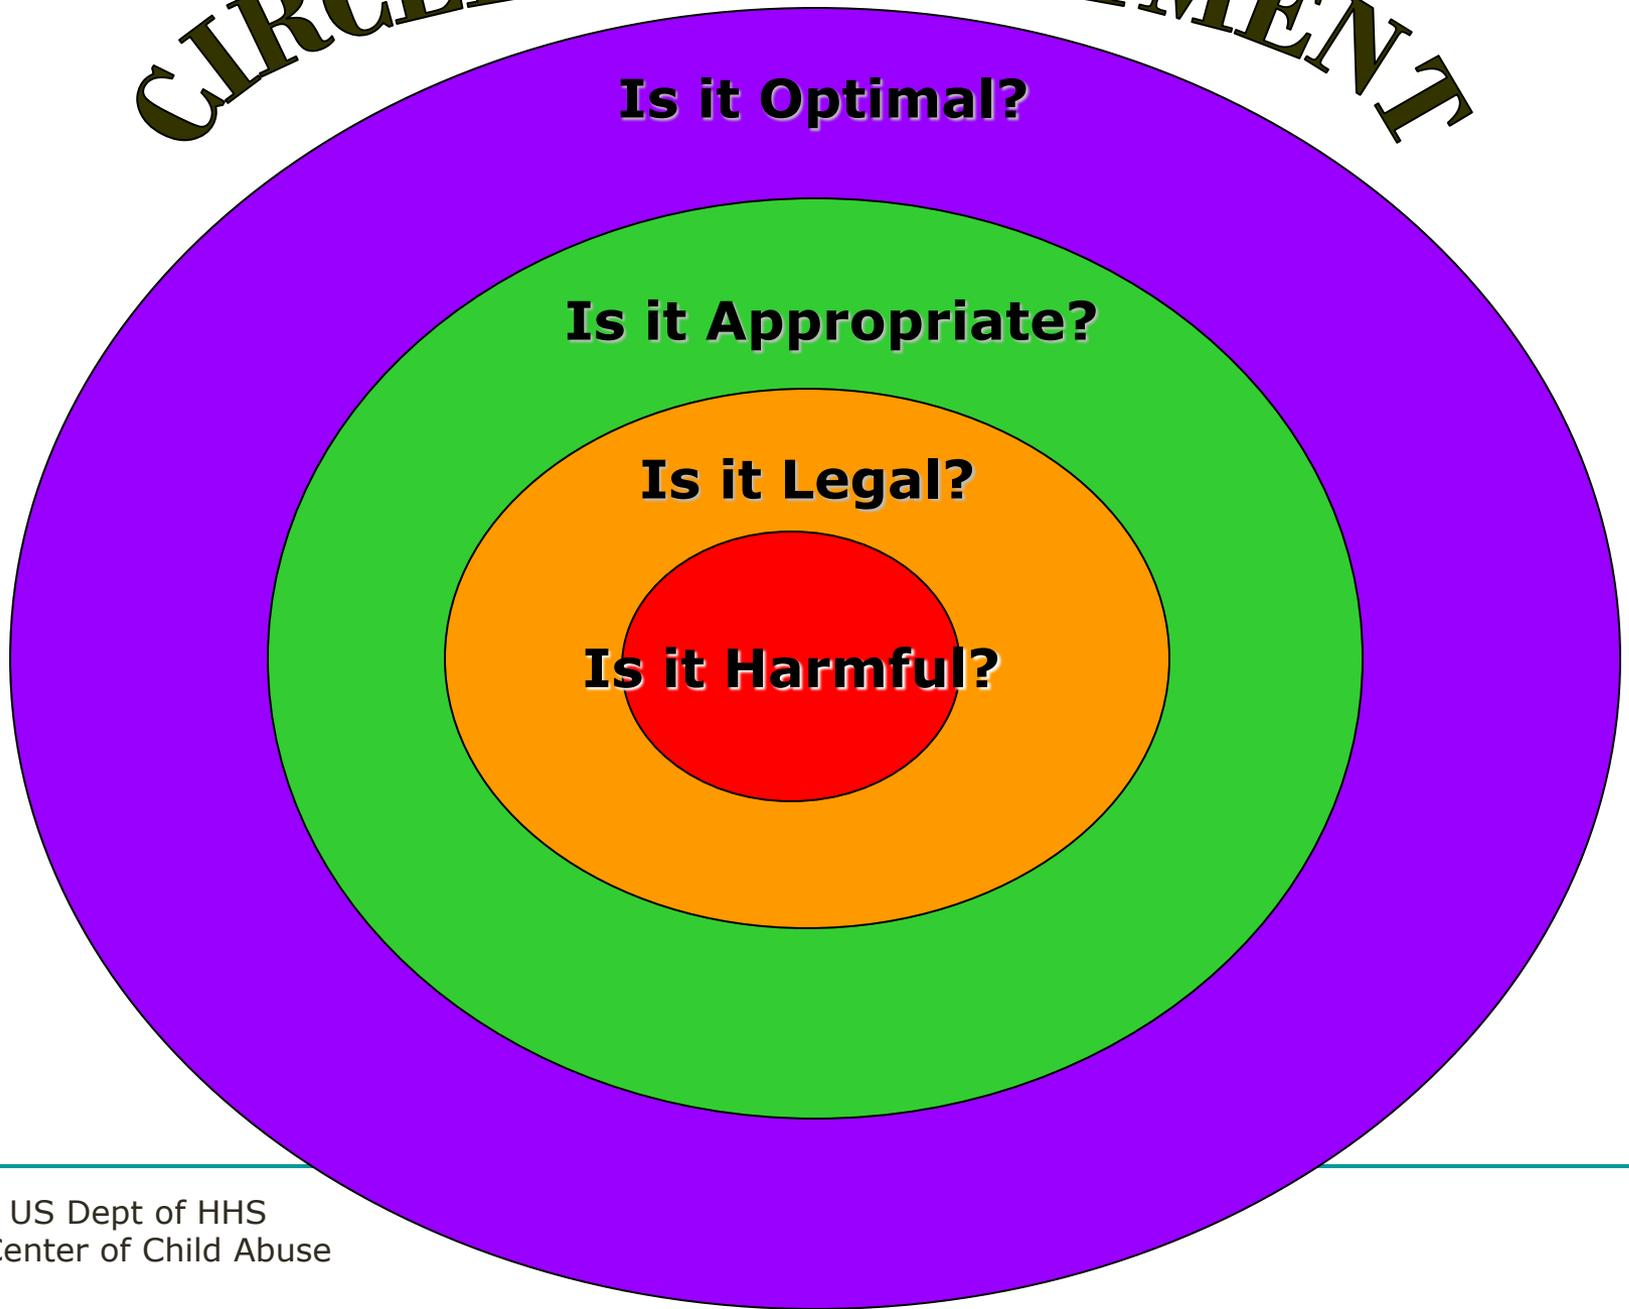 Is it Optimal?
Is it Appropriate?
Is it Legal?
Is it Harmful?
US Dept of HHS
Center of Child Abuse